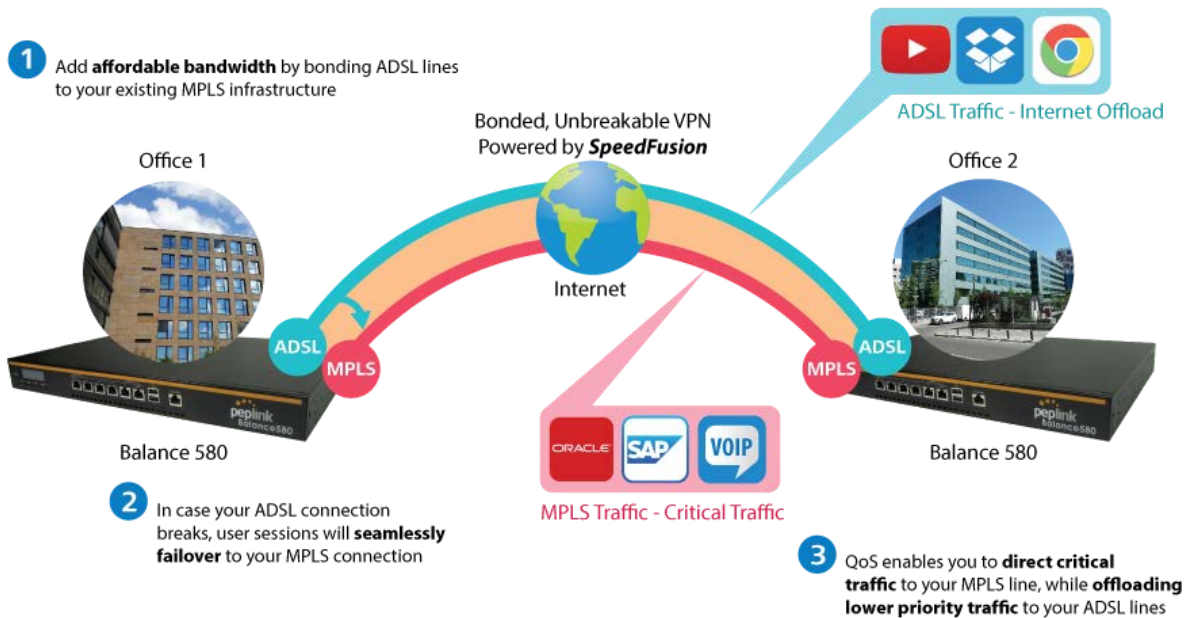 1
Add affordable bandwidth by bonding ADSL lines
to your existing MPLS infrastructure
Office 1
Bonded, Unbreakable VPN
Powered by SpeedFusion
Internet
ADSL Traffic - Internet Offload
Office 2
ADSL
MPLS
MPLS
ADSL
peplink
Balance580
Balance 580
peplink
Balance580
Balance 580
ORACLE
SAP
VOIP
MPLS Traffic - Critical Traffic
2
In case your ADSL connection
breaks, user sessions will seamlessly
failover to your MPLS connection
3
QoS enables you to direct critical
traffic to your MPLS line, while offloading
lower priority traffic to your ADSL lines